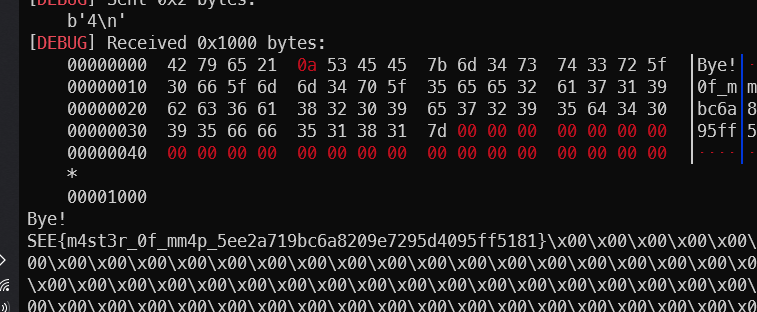 [DEBUG] Sent 0x2 bytes:
b'4\n'
[DEBUG] Received 0x1000 bytes:
00000000 42 79 65 21 0a 53 45 45 7b 6d 34 73 74 33 72 5f │Bye!│·
00000010 30 66 5f 6d 6d 34 70 5f 35 65 65 32 61 37 31 39 │0f_m│m
00000020 62 63 36 61 38 32 30 39 65 37 32 39 35 64 34 30 │bc6a│8
00000030 39 35 66 66 35 31 38 31 7d 00 00 00 00 00 00 00 │95ff│5
00000040 00 00 00 00 00 00 00 00 00 00 00 00 00 00 00 00 │····│·
*
00001000
Bye!
SEE{m4st3r_0f_mm4p_5ee2a719bc6a8209e7295d4095ff5181}\x00\x00\x00\x00\x00\
00\x00\x00\x00\x00\x00\x00\x00\x00\x00\x00\x00\x00\x00\x00\x00\x00\x00\x0
\x00\x00\x00\x00\x00\x00\x00\x00\x00\x00\x00\x00\x00\x00\x00\x00\x00\x00\
00\x00\x00\x00\x00\x00\x00\x00\x00\x00\x00\x00\x00\x00\x00\x00\x00\x00\x0